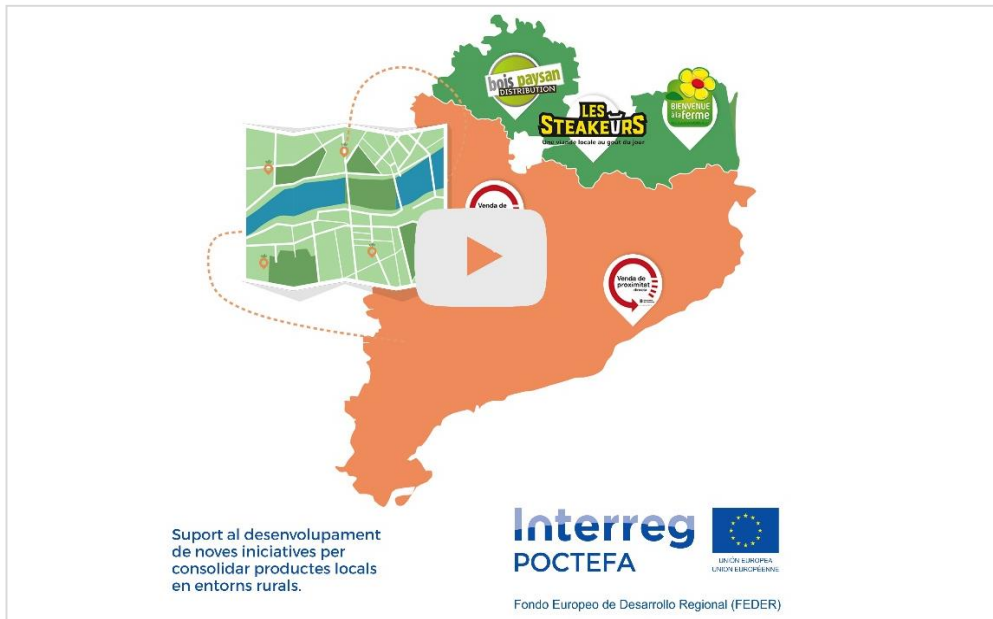 bois paysan
DISTRIBUTION
LES
STEAKEURS
Une viande locale au goût du jour
BIENVENUE
à la ferme
Venda de
Venda de
proximitat
Suport al desenvolupament
de noves iniciatives per
consolidar productes locals
en entorns rurals.
Interreg
POCTEFA
UNIÓN EUROPEA
UNION EUROPÉENNE
Fondo Europeo de Desarrollo Regional (FEDER)